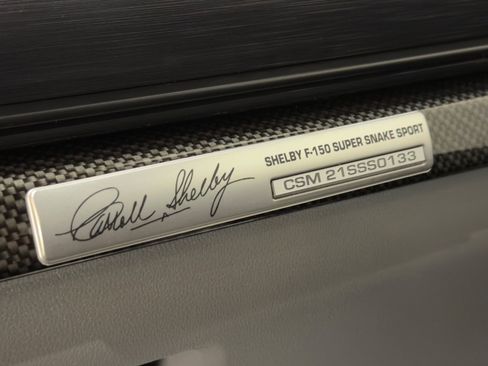 Carroll Shelby
SHELBY F-150 SUPER SNAKE SPORT
CSM 21SSS0133